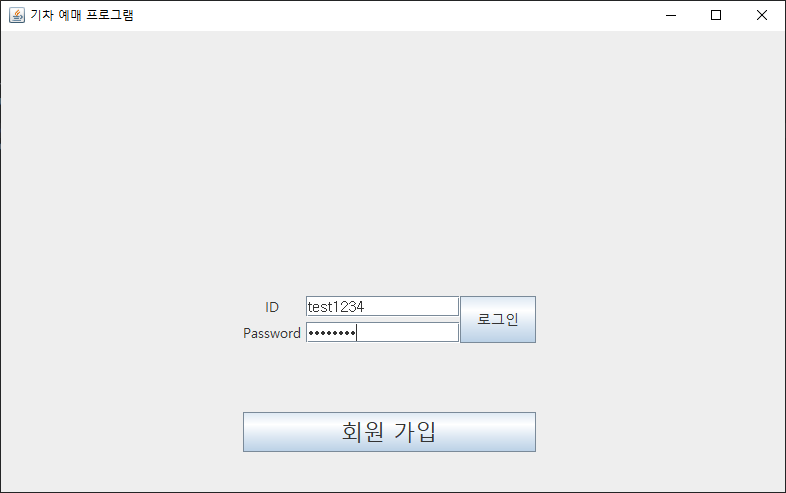 기차 예매 프로그램
ID test1234
로그인
Password ••••••••
회원 가입